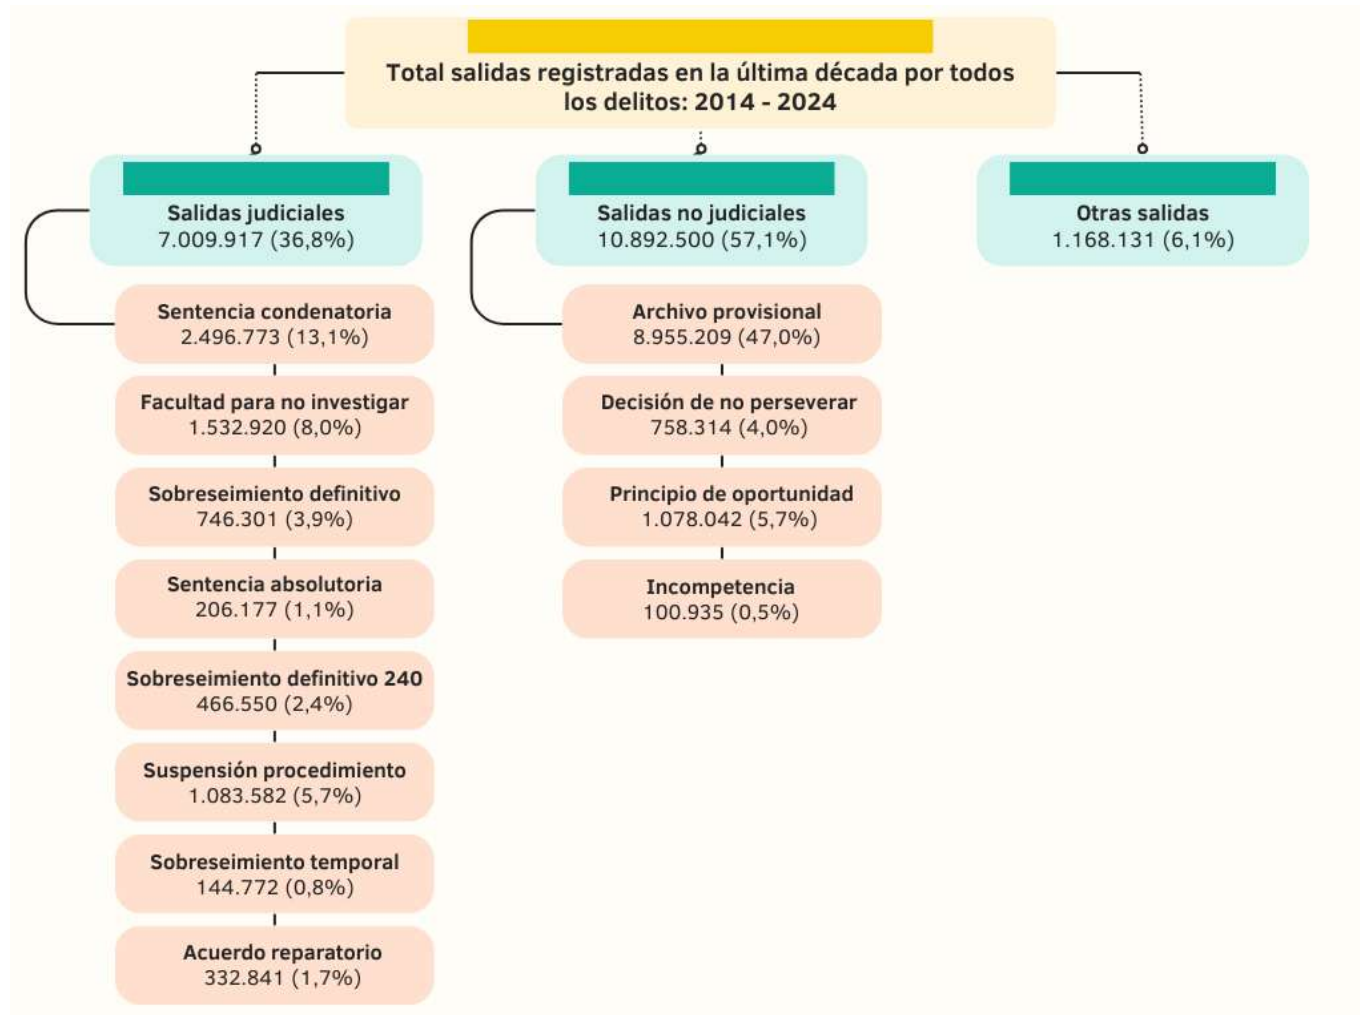 Total salidas registradas en la última década por todos
los delitos: 2014 - 2024
Salidas judiciales
7.009.917 (36,8%)
Sentencia condenatoria
2.496.773 (13,1%)
Facultad para no investigar
1.532.920 (8,0%)
Sobreseimiento definitivo
746.301 (3,9%)
Sentencia absolutoria
206.177 (1,1%)
Sobreseimiento definitivo 240
466.550 (2,4%)
Suspensión procedimiento
1.083.582 (5,7%)
Sobreseimiento temporal
144.772 (0,8%)
Acuerdo reparatorio
332.841 (1,7%)
Salidas no judiciales
10.892.500 (57,1%)
Archivo provisional
8.955.209 (47,0%)
Decisión de no perseverar
758.314 (4,0%)
Principio de oportunidad
1.078.042 (5,7%)
Incompetencia
100.935 (0,5%)
Otras salidas
1.168.131 (6,1%)